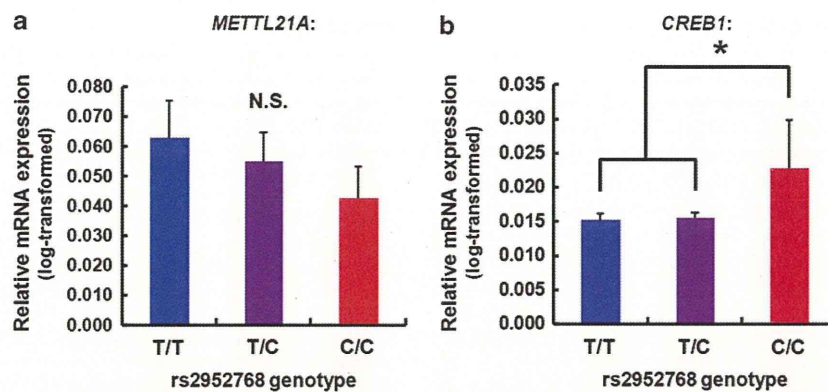 a
METTL21A:
Relative mRNA expression
(log-transformed)
0.080
0.070
0.060
0.050
0.040
0.030
0.020
0.010
0.000
N.S.
T/T T/C C/C
rs2952768 genotype
b
CREB1:
*
Relative mRNA expression
(log-transformed)
0.035
0.030
0.025
0.020
0.015
0.010
0.005
0.000
T/T T/C C/C
rs2952768 genotype